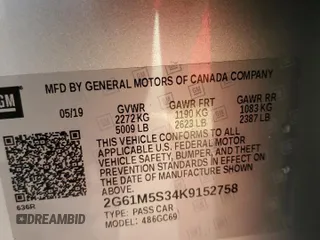 MFD BY GENERAL MOTORS OF CANADA COMPANY
GM
05/19 GVWR GAWR FRT GAWR RR
2272 KG 1190 KG 1083 KG
5009 LB 2623 LB 2387 LB
THIS VEHICLE CONFORMS TO ALL
APPLICABLE U.S. FEDERAL MOTOR
VEHICLE SAFETY, BUMPER, AND THEFT
PREVENTION STANDARDS IN EFFECT ON
THE DATE OF MANUFACTURE SHOWN ABOVE.
2G61M5S34K9152758
636R
TYPE: PASS CAR
MODEL: 486GC69
DREAMBID